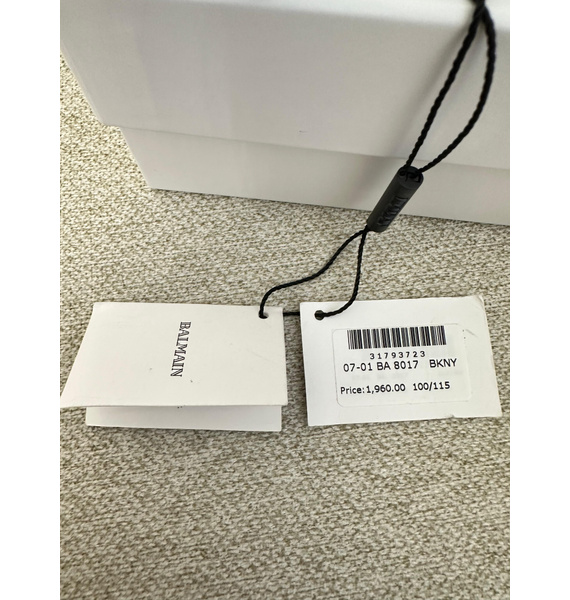 BALMAIN
31793723
07-01 BA 8017 BKNY
Price:1,960.00 100/115